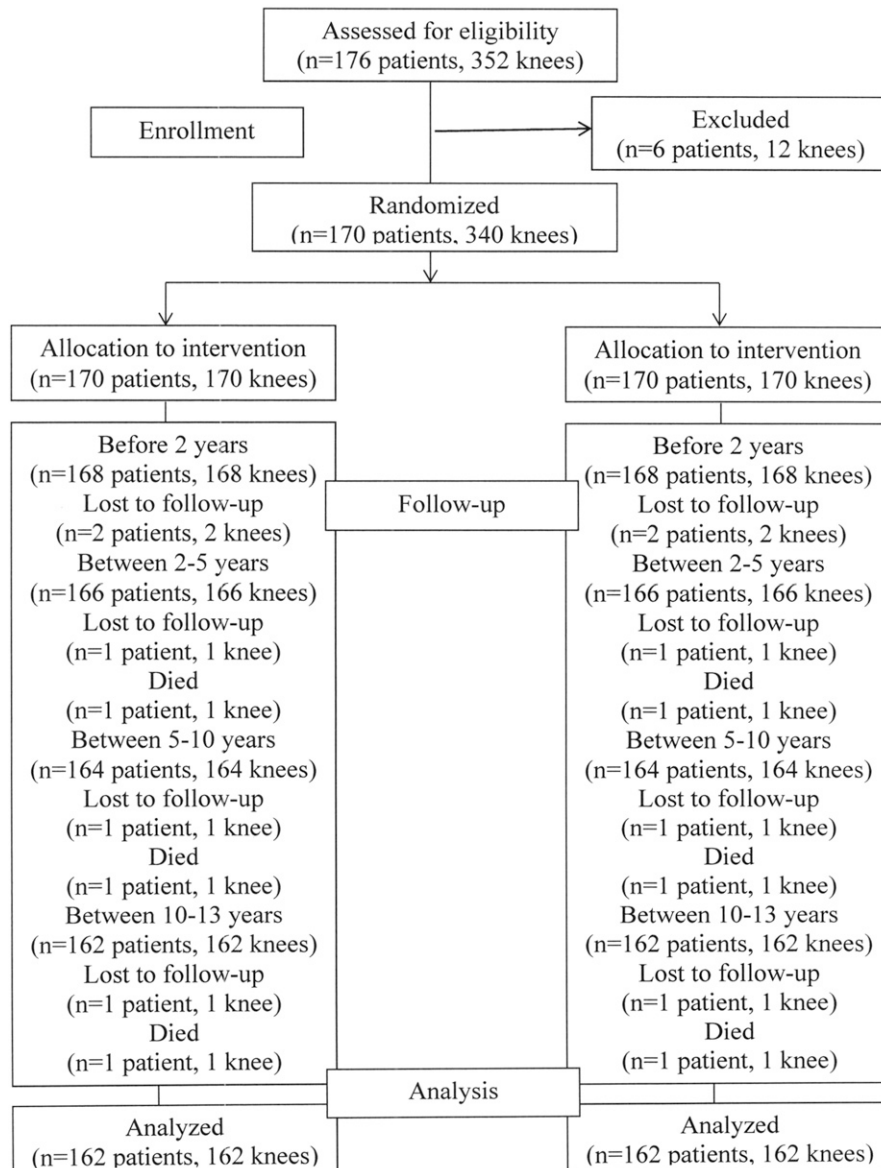 Assessed for eligibility
(n=176 patients, 352 knees)
Enrollment
Excluded
(n=6 patients, 12 knees)
Randomized
(n=170 patients, 340 knees)
Allocation to intervention
(n=170 patients, 170 knees)
Allocation to intervention
(n=170 patients, 170 knees)
Before 2 years
(n=168 patients, 168 knees)
Lost to follow-up
(n=2 patients, 2 knees)
Between 2-5 years
(n=166 patients, 166 knees)
Lost to follow-up
(n=1 patient, 1 knee)
Died
(n=1 patient, 1 knee)
Between 5-10 years
(n=164 patients, 164 knees)
Lost to follow-up
(n=1 patient, 1 knee)
Died
(n=1 patient, 1 knee)
Between 10-13 years
(n=162 patients, 162 knees)
Lost to follow-up
(n=1 patient, 1 knee)
Died
(n=1 patient, 1 knee)
Follow-up
Before 2 years
(n=168 patients, 168 knees)
Lost to follow-up
(n=2 patients, 2 knees)
Between 2-5 years
(n=166 patients, 166 knees)
Lost to follow-up
(n=1 patient, 1 knee)
Died
(n=1 patient, 1 knee)
Between 5-10 years
(n=164 patients, 164 knees)
Lost to follow-up
(n=1 patient, 1 knee)
Died
(n=1 patient, 1 knee)
Between 10-13 years
(n=162 patients, 162 knees)
Lost to follow-up
(n=1 patient, 1 knee)
Died
(n=1 patient, 1 knee)
Analysis
Analyzed
(n=162 patients, 162 knees)
Analyzed
(n=162 patients, 162 knees)